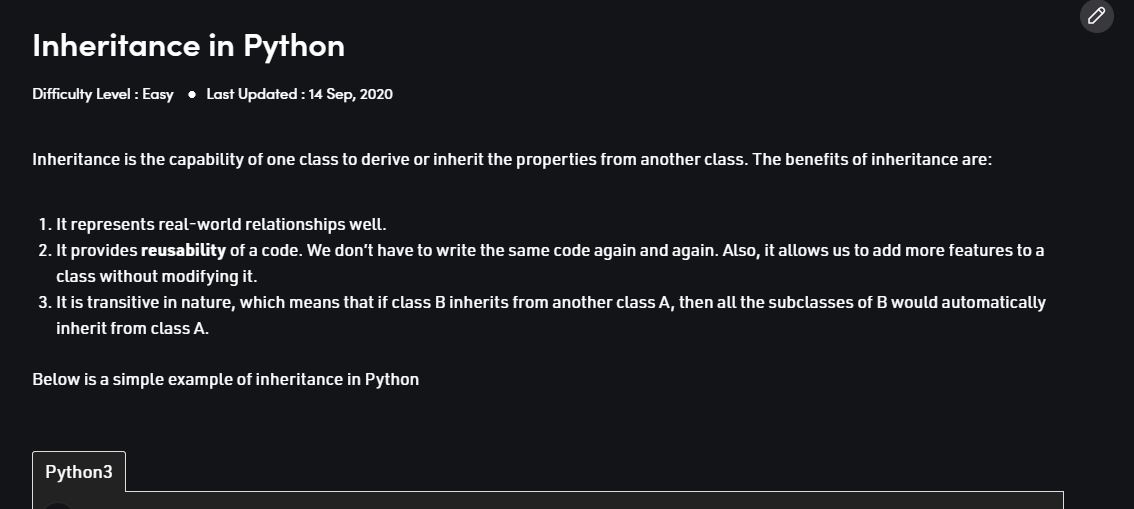 Inheritance in Python
Difficulty Level : Easy ● Last Updated : 14 Sep, 2020
Inheritance is the capability of one class to derive or inherit the properties from another class. The benefits of inheritance are:
1. It represents real-world relationships well.
2. It provides reusability of a code. We don't have to write the same code again and again. Also, it allows us to add more features to a
class without modifying it.
3. It is transitive in nature, which means that if class B inherits from another class A, then all the subclasses of B would automatically
inherit from class A.
Below is a simple example of inheritance in Python
Python3